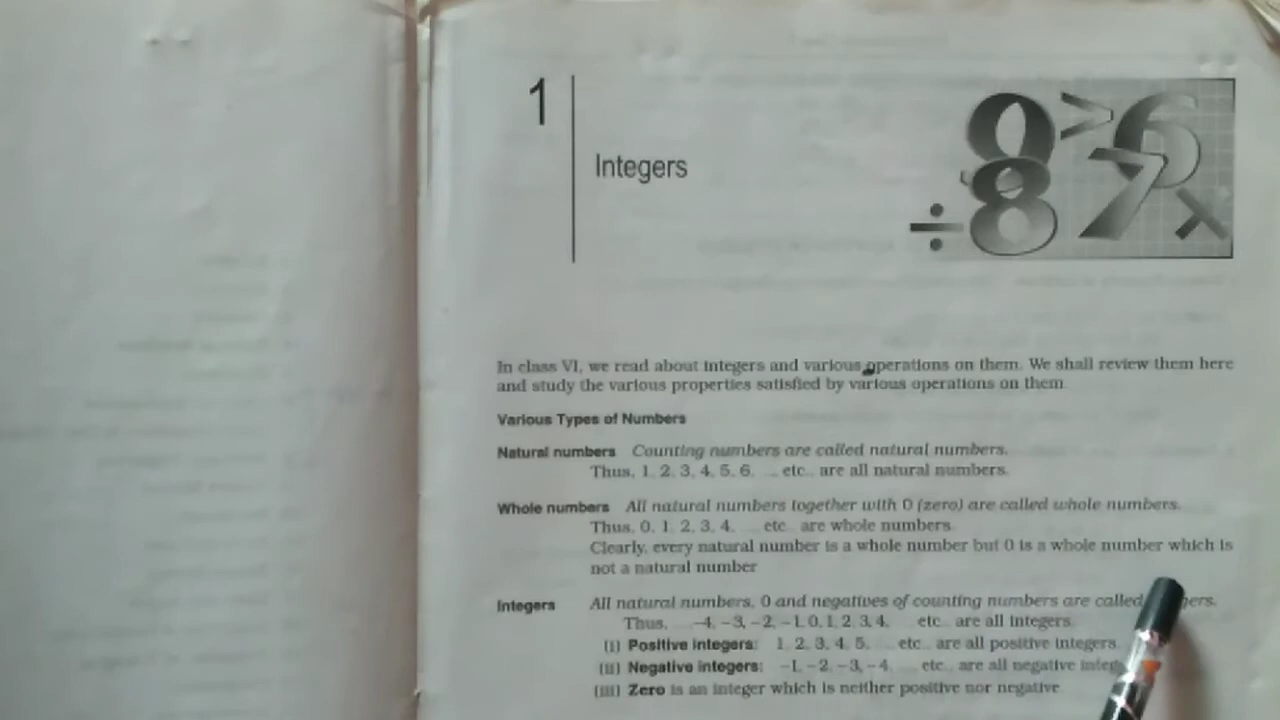 1
Integers
In class VI, we read about integers and various operations on them. We shall review them here
and study the various properties satisfied by various operations on them.
Various Types of Numbers
Natural numbers Counting numbers are called natural numbers.
Thus, 1, 2, 3, 4, 5, 6, ... etc., are all natural numbers.
Whole numbers All natural numbers together with 0 (zero) are called whole numbers.
Thus, 0, 1, 2, 3, 4, ... etc. are whole numbers.
Clearly, every natural number is a whole number but 0 is a whole number which is
not a natural number
Integers All natural numbers, 0 and negatives of counting numbers are called
Thus, ... -4, -3, -2, -1, 0, 1, 2, 3, 4, ... etc., are all integers.
(i) Positive integers: 1, 2, 3, 4, 5, ... etc., are all positive integers.
(ii) Negative integers: -1, -2, -3, -4, ... etc., are all negative
(iii) Zero is an integer which is neither positive nor negative